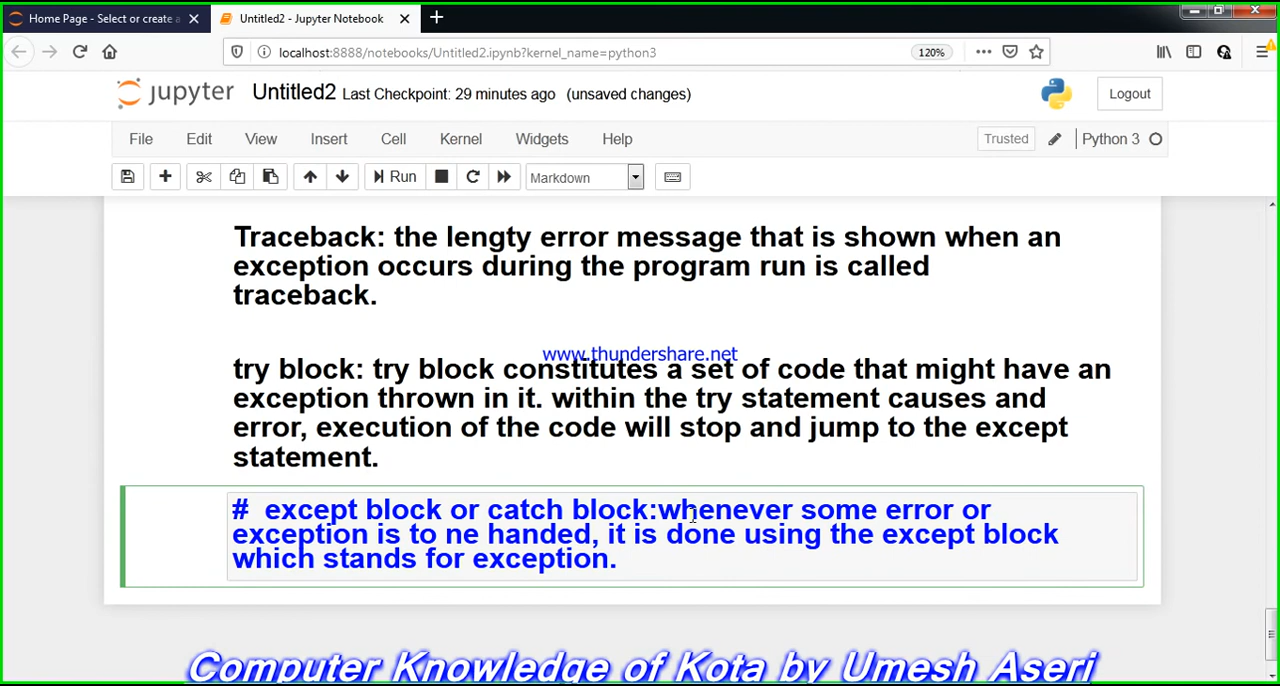 Home Page - Select or create a
Untitled2 - Jupyter Notebook
localhost:8888/notebooks/Untitled2.ipynb?kernel_name=python3
120%
jupyter Untitled2 Last Checkpoint: 29 minutes ago (unsaved changes)
Logout
File Edit View Insert Cell Kernel Widgets Help
Trusted
Python 3
Run
Markdown
Traceback: the lengty error message that is shown when an
exception occurs during the program run is called
traceback.
www.thundershare.net
try block: try block constitutes a set of code that might have an
exception thrown in it. within the try statement causes and
error, execution of the code will stop and jump to the except
statement.
# except block or catch block:whenever some error or
exception is to ne handed, it is done using the except block
which stands for exception.
Computer Knowledge of Kota by Umesh Aseri